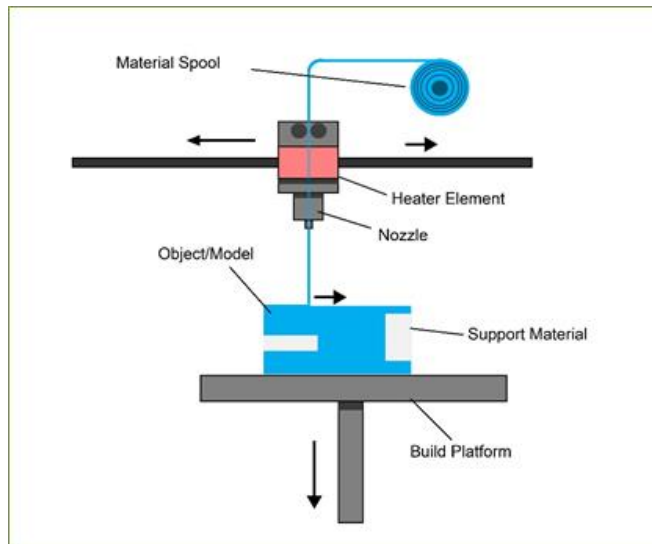 Material Spool
Heater Element
Nozzle
Object/Model
Support Material
Build Platform